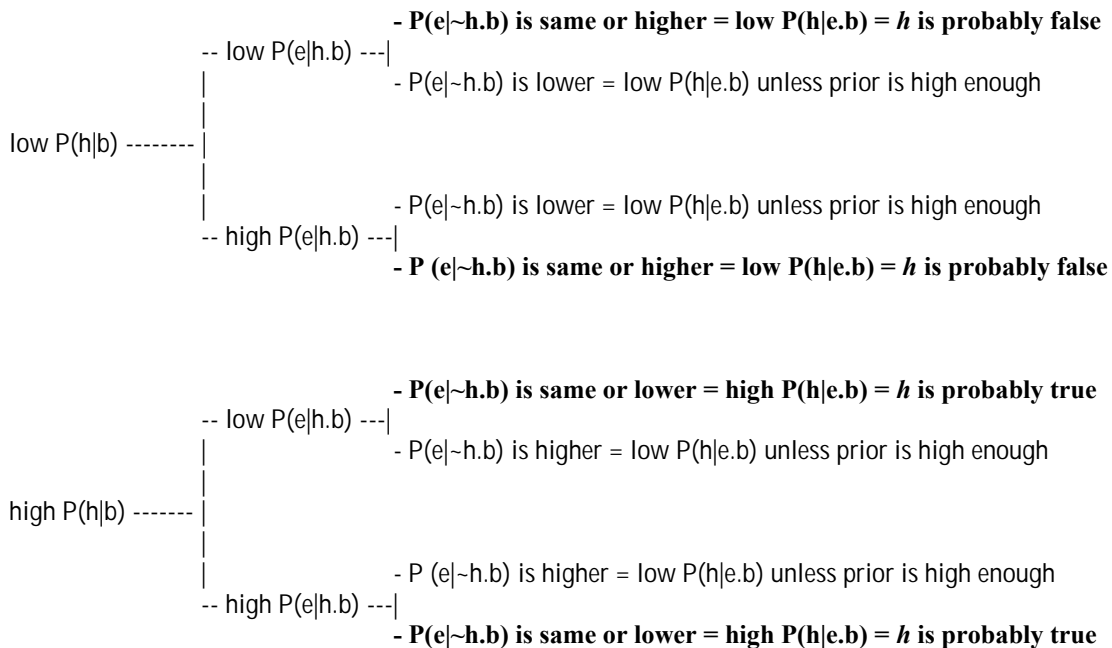 - P(e|~h.b) is same or higher = low P(h|e.b) = h is probably false
-- low P(e|h.b) ---|
| - P(e|~h.b) is lower = low P(h|e.b) unless prior is high enough
|
low P(h|b) -------- |
|
| - P(e|~h.b) is lower = low P(h|e.b) unless prior is high enough
-- high P(e|h.b) ---|
- P (e|~h.b) is same or higher = low P(h|e.b) = h is probably false
- P(e|~h.b) is same or lower = high P(h|e.b) = h is probably true
-- low P(e|h.b) ---|
| - P(e|~h.b) is higher = low P(h|e.b) unless prior is high enough
|
high P(h|b) ------- |
|
| - P (e|~h.b) is higher = low P(h|e.b) unless prior is high enough
-- high P(e|h.b) ---|
- P(e|~h.b) is same or lower = high P(h|e.b) = h is probably true